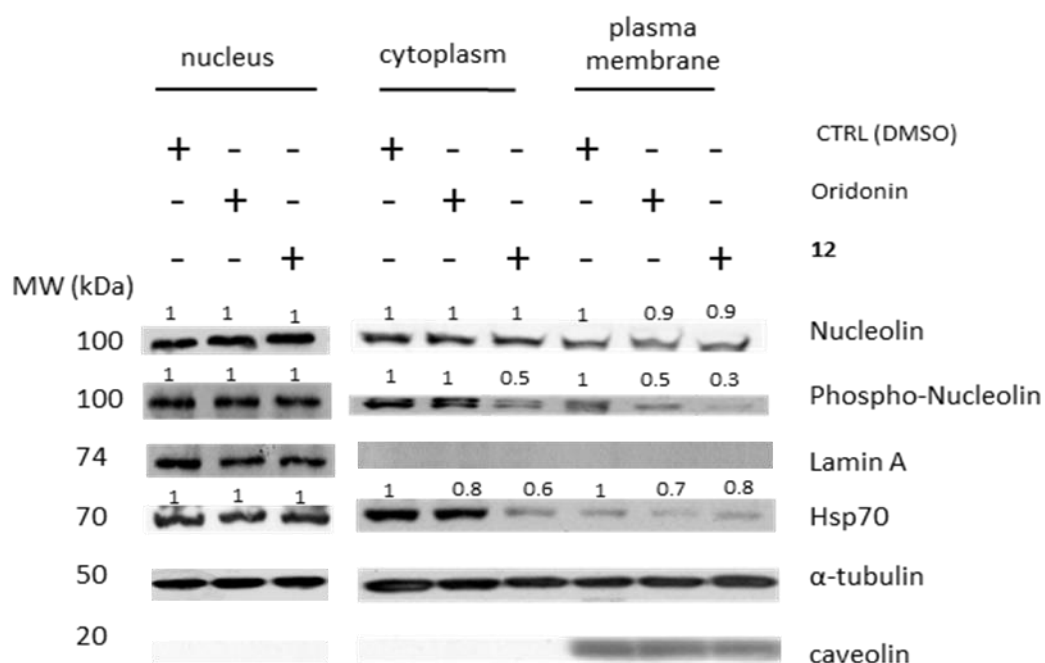 nucleus cytoplasm plasma
membrane
+ - - + - - + - - CTRL (DMSO)
- + - - + - - + - Oridonin
- - + - - + - - + 12
MW (kDa)
1 1 1 1 1 1 1 0.9 0.9
100 Nucleolin
1 1 1 1 1 0.5 1 0.5 0.3
100 Phospho-Nucleolin
74 Lamin A
1 1 1 1 0.8 0.6 1 0.7 0.8
70 Hsp70
50 α-tubulin
20 caveolin